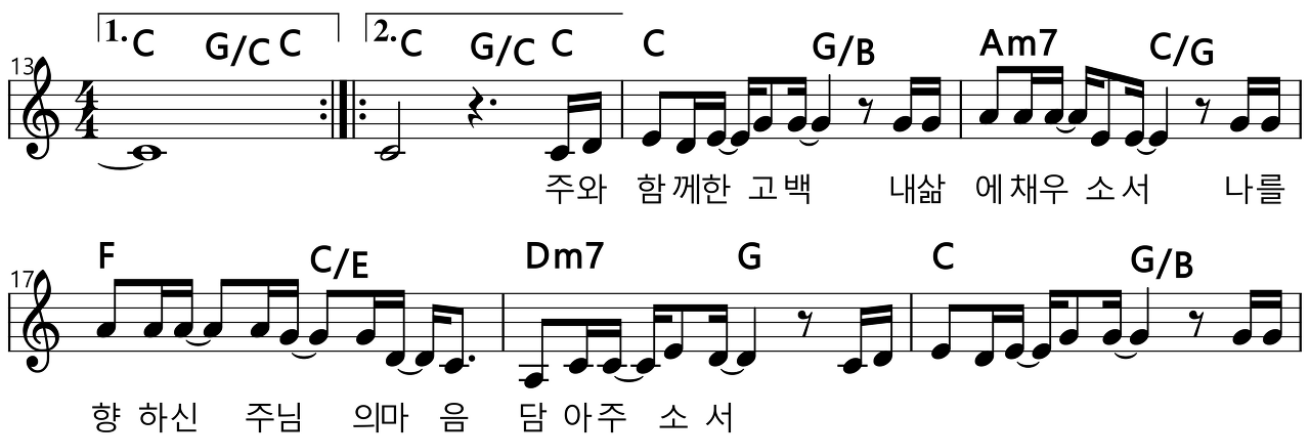 1. C G/C C 2. C G/C C C G/B Am7 C/G
13 4 4
주와 함 께한 고 백 내삶 에 채우 소 서 나를
F C/E Dm7 G C G/B
17
향 하신 주님 의마 음 담 아주 소 서